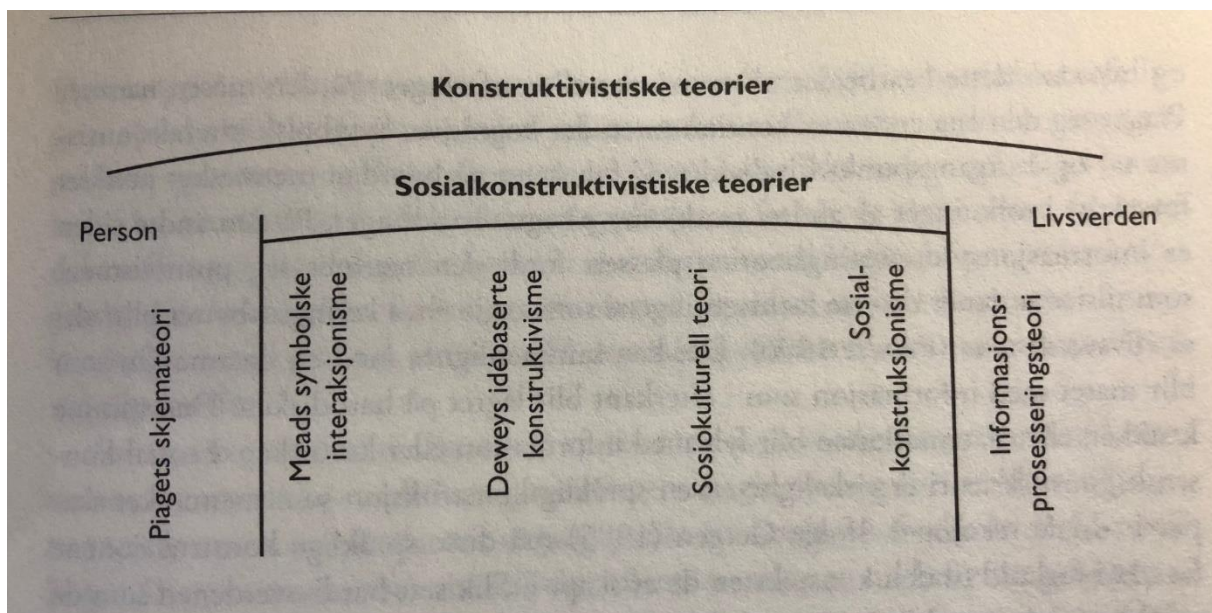 Konstruktivistiske teorier
Sosialkonstruktivistiske teorier
Person
Livsverden
Piagets skjemateori
Meads symbolske
interaksjonisme
Deweys idébaserte
konstruktivisme
Sosiokulturell teori
Sosial-
konstruksjonisme
Informasjons-
prosesseringsteori